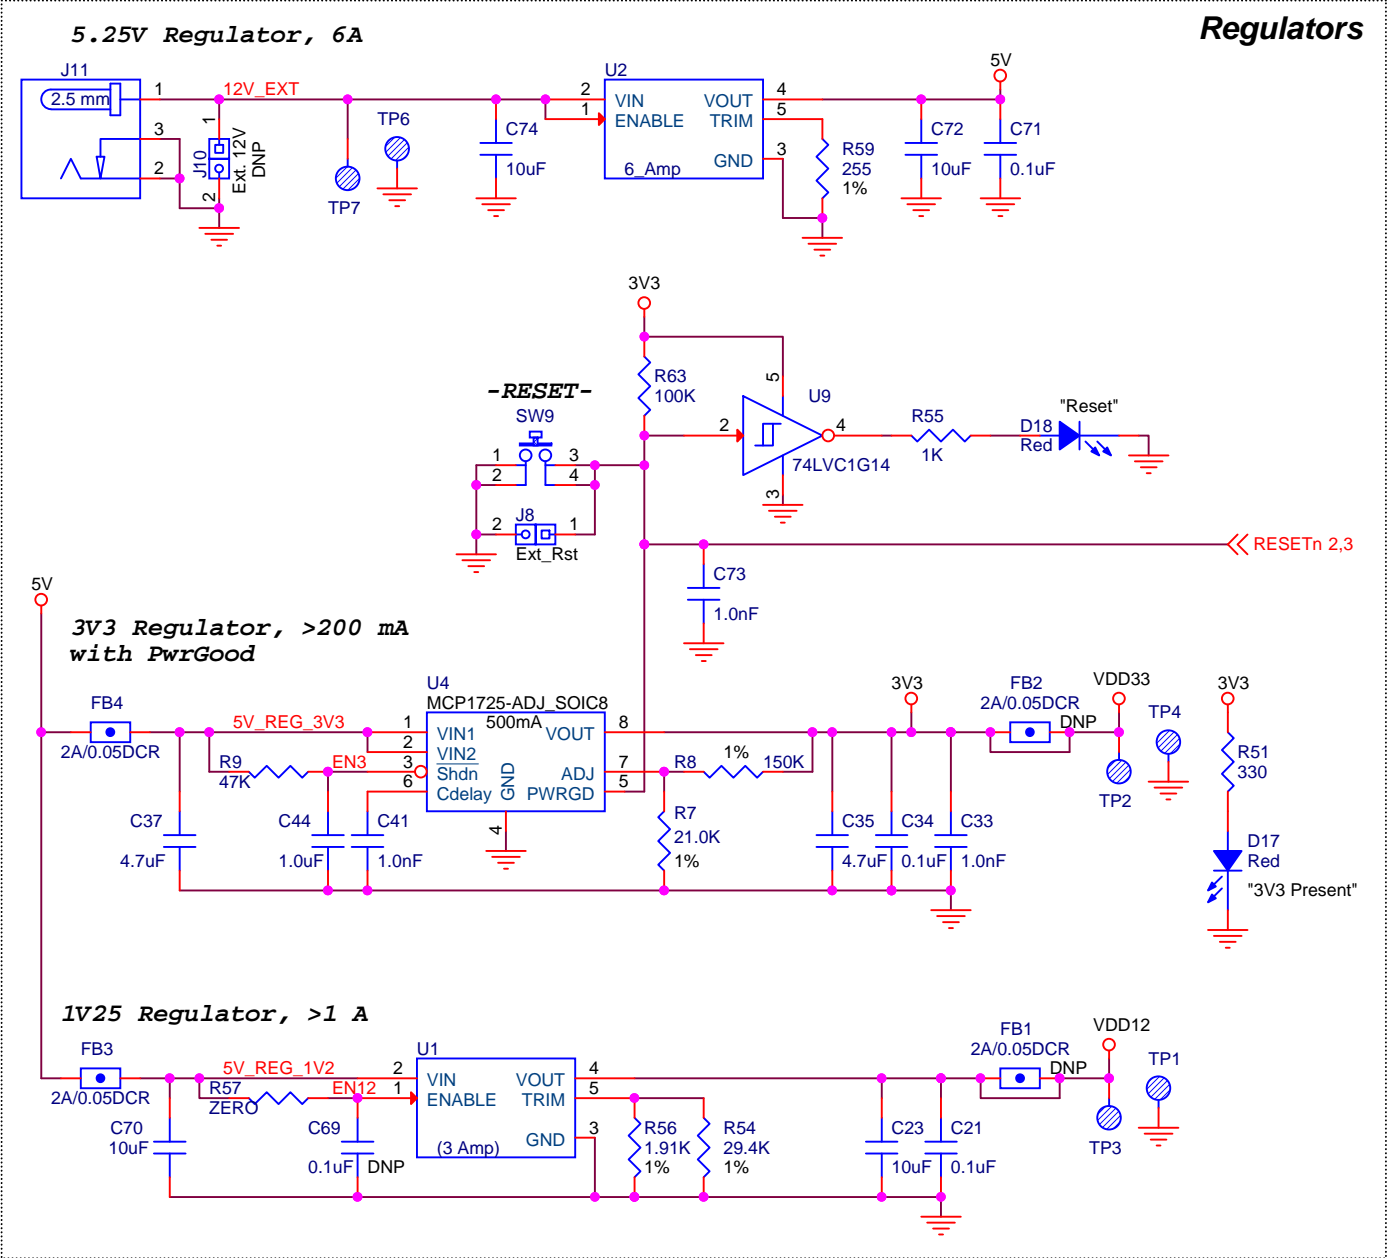 Regulators
5.25V Regulator, 6A
J11
2.5 mm
1
3
2
12V_EXT
1
J10
Ext. 12V
DNP
2
TP7
TP6
C74
10uF
U2
2
1
VIN
ENABLE
VOUT
TRIM
GND
6_Amp
4
5
3
R59
255
1%
C72
10uF
5V
C71
0.1uF
3V3
R63
100K
-RESET-
SW9
1
2
3
4
J8
2
1
Ext_Rst
5
U9
2
4
74LVC1G14
3
R55
1K
"Reset"
D18
Red
RESETn 2,3
C73
1.0nF
5V
3V3 Regulator, >200 mA
with PwrGood
FB4
2A/0.05DCR
5V_REG_3V3
R9
47K
EN3
C37
4.7uF
C44
1.0uF
C41
1.0nF
U4
MCP1725-ADJ_SOIC8
500mA
1
2
3
6
VIN1
VIN2
Shdn
Cdelay
GND
VOUT
ADJ
PWRGD
8
7
5
4
R8
1%
150K
R7
21.0K
1%
C35
4.7uF
C34
0.1uF
C33
1.0nF
3V3
FB2
2A/0.05DCR
DNP
VDD33
TP2
TP4
3V3
R51
330
D17
Red
"3V3 Present"
1V25 Regulator, >1 A
FB3
2A/0.05DCR
5V_REG_1V2
R57
ZERO
EN12
C70
10uF
C69
0.1uF
DNP
U1
2
1
VIN
ENABLE
VOUT
TRIM
GND
(3 Amp)
4
5
3
R56
1.91K
1%
R54
29.4K
1%
C23
10uF
C21
0.1uF
FB1
2A/0.05DCR
DNP
VDD12
TP3
TP1